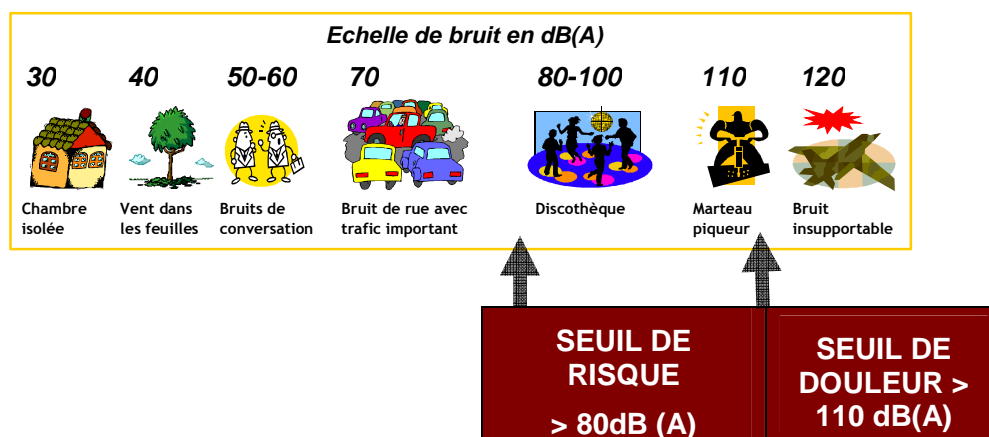 Echelle de bruit en dB(A)
30 40 50-60 70 80-100 110 120
Chambre isolée
Vent dans les feuilles
Bruits de conversation
Bruit de rue avec trafic important
Discothèque
Marteau piqueur
Bruit insupportable
SEUIL DE
RISQUE
> 80dB (A)
SEUIL DE
DOULEUR >
110 dB(A)